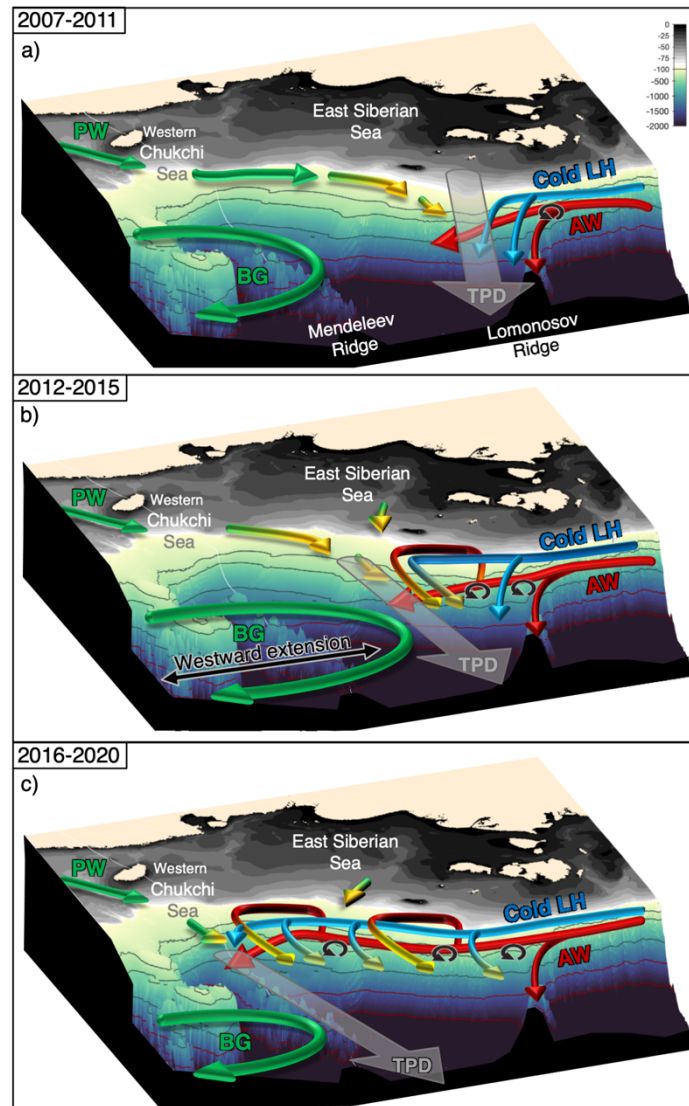 2007-2011
a)
0
-25
-50
-75
-100
-500
-1000
-1500
-2000
East Siberian
Sea
PW
Western
Chukchi
Sea
Cold LH
AW
BG
TPD
Mendeleev
Ridge
Lomonosov
Ridge
2012-2015
b)
East Siberian
Sea
PW
Western
Chukchi
Sea
Cold LH
AW
BG
Westward extension
TPD
2016-2020
c)
East Siberian
Sea
PW
Western
Chukchi
Sea
Cold LH
AW
BG
TPD